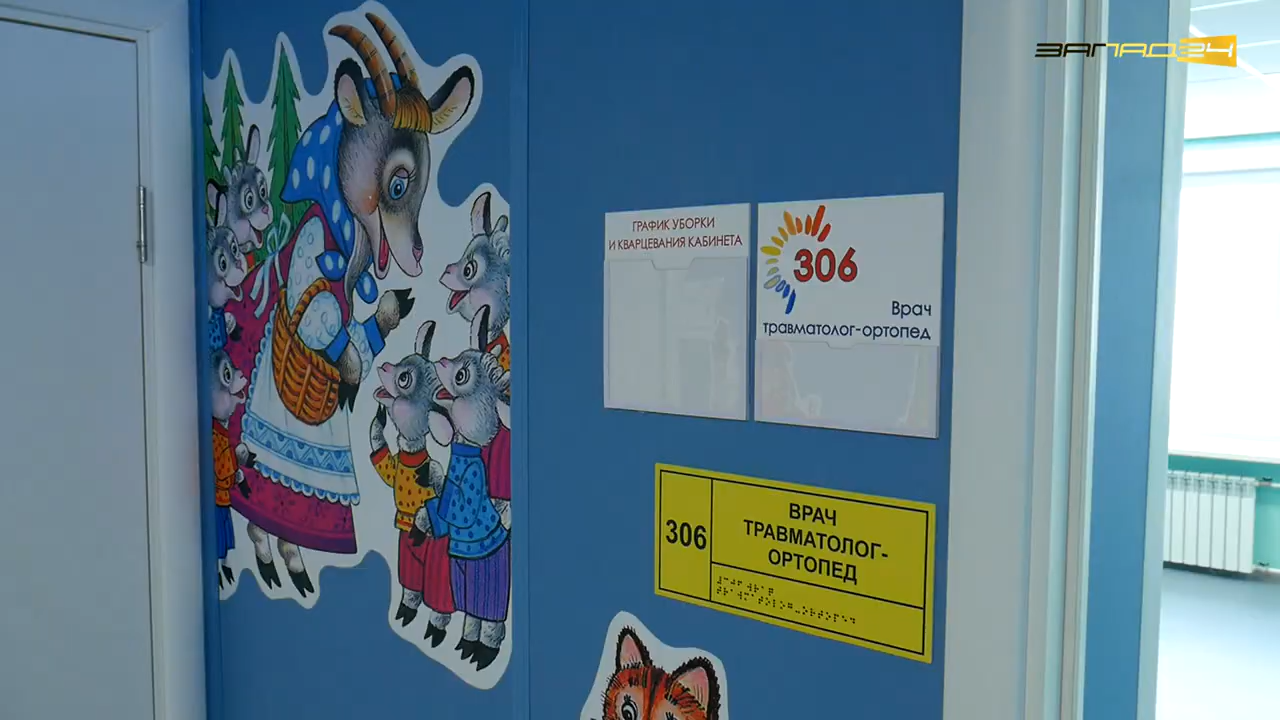 ЗАПАД24
ГРАФИК УБОРКИ
И КВАРЦЕВАНИЯ КАБИНЕТА
306
Врач
травматолог-ортопед
306
ВРАЧ
ТРАВМАТОЛОГ-
ОРТОПЕД